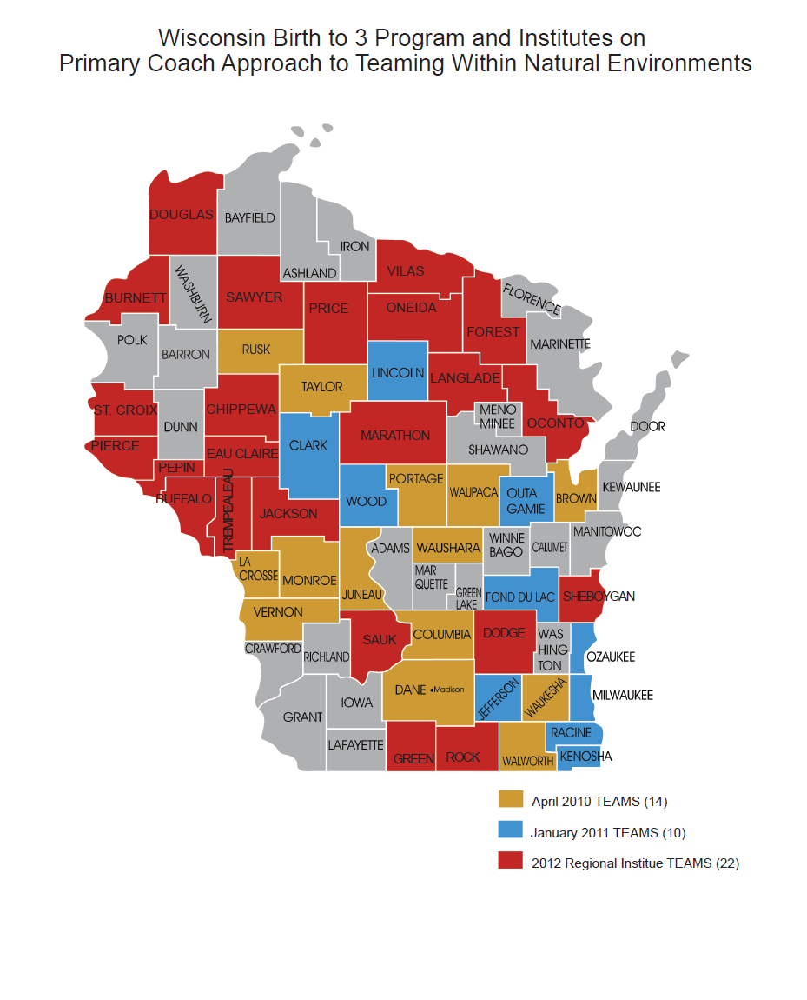 Wisconsin Birth to 3 Program and Institutes on
Primary Coach Approach to Teaming Within Natural Environments
DOUGLAS
BAYFIELD
IRON
ASHLAND
VILAS
WASHBURN
BURNETT
SAWYER
PRICE
ONEIDA
FLORENCE
FOREST
MARINETTE
POLK
BARRON
RUSK
LINCOLN
LANGLADE
TAYLOR
ST. CROIX
CHIPPEWA
MENO
MINEE
OCONTO
DUNN
MARATHON
DOOR
PIERCE
EAU CLAIRE
CLARK
SHAWANO
PEPIN
PORTAGE
WAUPACA
OUTA
GAMIE
BROWN
KEWAUNEE
BUFFALO
TREMPEALEAU
JACKSON
WOOD
ADAMS
WAUSHARA
WINNE
BAGO
CALUMET
MANITOWOC
LA
CROSSE
MONROE
JUNEAU
MAR
QUETTE
GREEN
LAKE
FOND DU LAC
SHEBOYGAN
VERNON
SAUK
COLUMBIA
DODGE
WAS
HING
TON
OZAUKEE
CRAWFORD
RICHLAND
DANE •Madison
JEFFERSON
WAUKESHA
MILWAUKEE
IOWA
GRANT
LAFAYETTE
GREEN
ROCK
WALWORTH
RACINE
KENOSHA
April 2010 TEAMS (14)
January 2011 TEAMS (10)
2012 Regional Institue TEAMS (22)